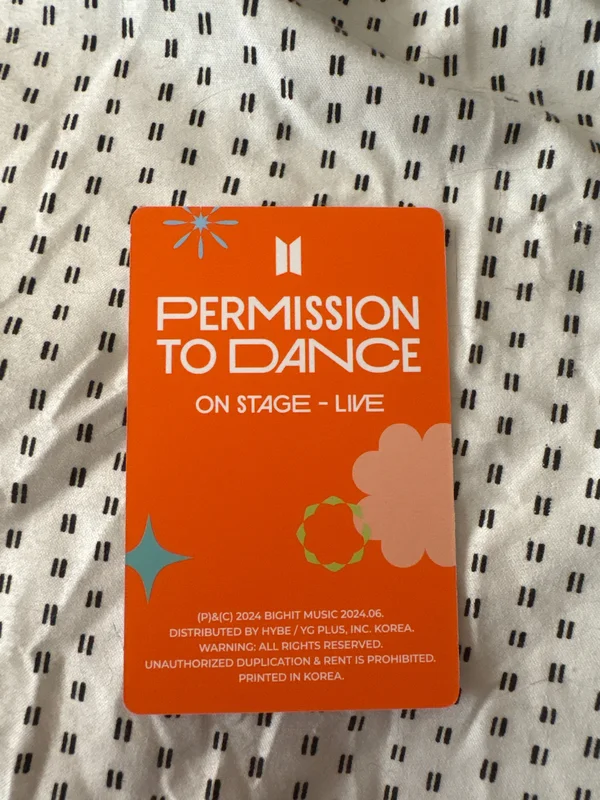 PERMISSION
TO DANCE
ON STAGE - LIVE
(P)&(C) 2024 BIGHIT MUSIC 2024.06.
DISTRIBUTED BY HYBE / YG PLUS, INC. KOREA.
WARNING: ALL RIGHTS RESERVED.
UNAUTHORIZED DUPLICATION & RENT IS PROHIBITED.
PRINTED IN KOREA.